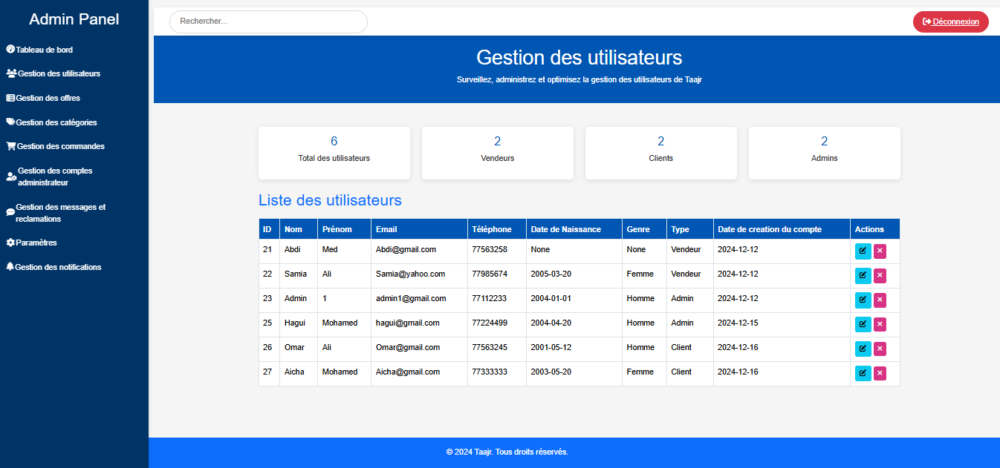 Admin Panel
Tableau de bord
Gestion des utilisateurs
Gestion des offres
Gestion des catégories
Gestion des commandes
Gestion des comptes
administrateur
Gestion des messages et
reclamations
Paramètres
Gestion des notifications
Rechercher...
Déconnexion
Gestion des utilisateurs
Surveillez, administrez et optimisez la gestion des utilisateurs de Taajr
6
Total des utilisateurs
2
Vendeurs
2
Clients
2
Admins
Liste des utilisateurs
ID Nom Prénom Email Téléphone Date de Naissance Genre Type Date de creation du compte Actions
21 Abdi Med Abdi@gmail.com 77563258 None None Vendeur 2024-12-12
22 Samia Ali Samia@yahoo.com 77985674 2005-03-20 Femme Vendeur 2024-12-12
23 Admin 1 admin1@gmail.com 77112233 2004-01-01 Homme Admin 2024-12-12
25 Hagui Mohamed hagui@gmail.com 77224499 2004-04-20 Homme Admin 2024-12-15
26 Omar Ali Omar@gmail.com 77563245 2001-05-12 Homme Client 2024-12-16
27 Aicha Mohamed Aicha@gmail.com 77333333 2003-05-20 Femme Client 2024-12-16
© 2024 Taajr. Tous droits réservés.